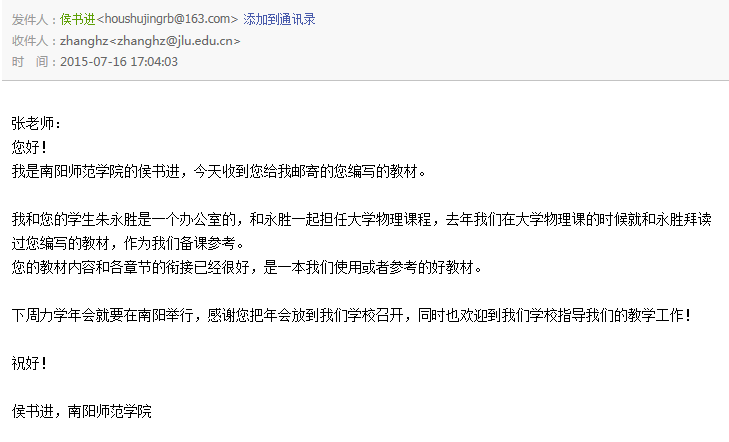 发件人：侯书进<houshujingrb@163.com> 添加到通讯录
收件人：zhanghz<zhanghz@jlu.edu.cn>
时　间：2015-07-16 17:04:03
张老师：
您好！
我是南阳师范学院的侯书进，今天收到您给我邮寄的您编写的教材。
我和您的学生朱永胜是一个办公室的，和永胜一起担任大学物理课程，去年我们在大学物理课的时候就和永胜拜读
过您编写的教材，作为我们备课参考。
您的教材内容和各章节的衔接已经很好，是一本我们使用或者参考的好教材。
下周力学年会就要在南阳举行，感谢您把年会放到我们学校召开，同时也欢迎到我们学校指导我们的教学工作！
祝好！
侯书进，南阳师范学院